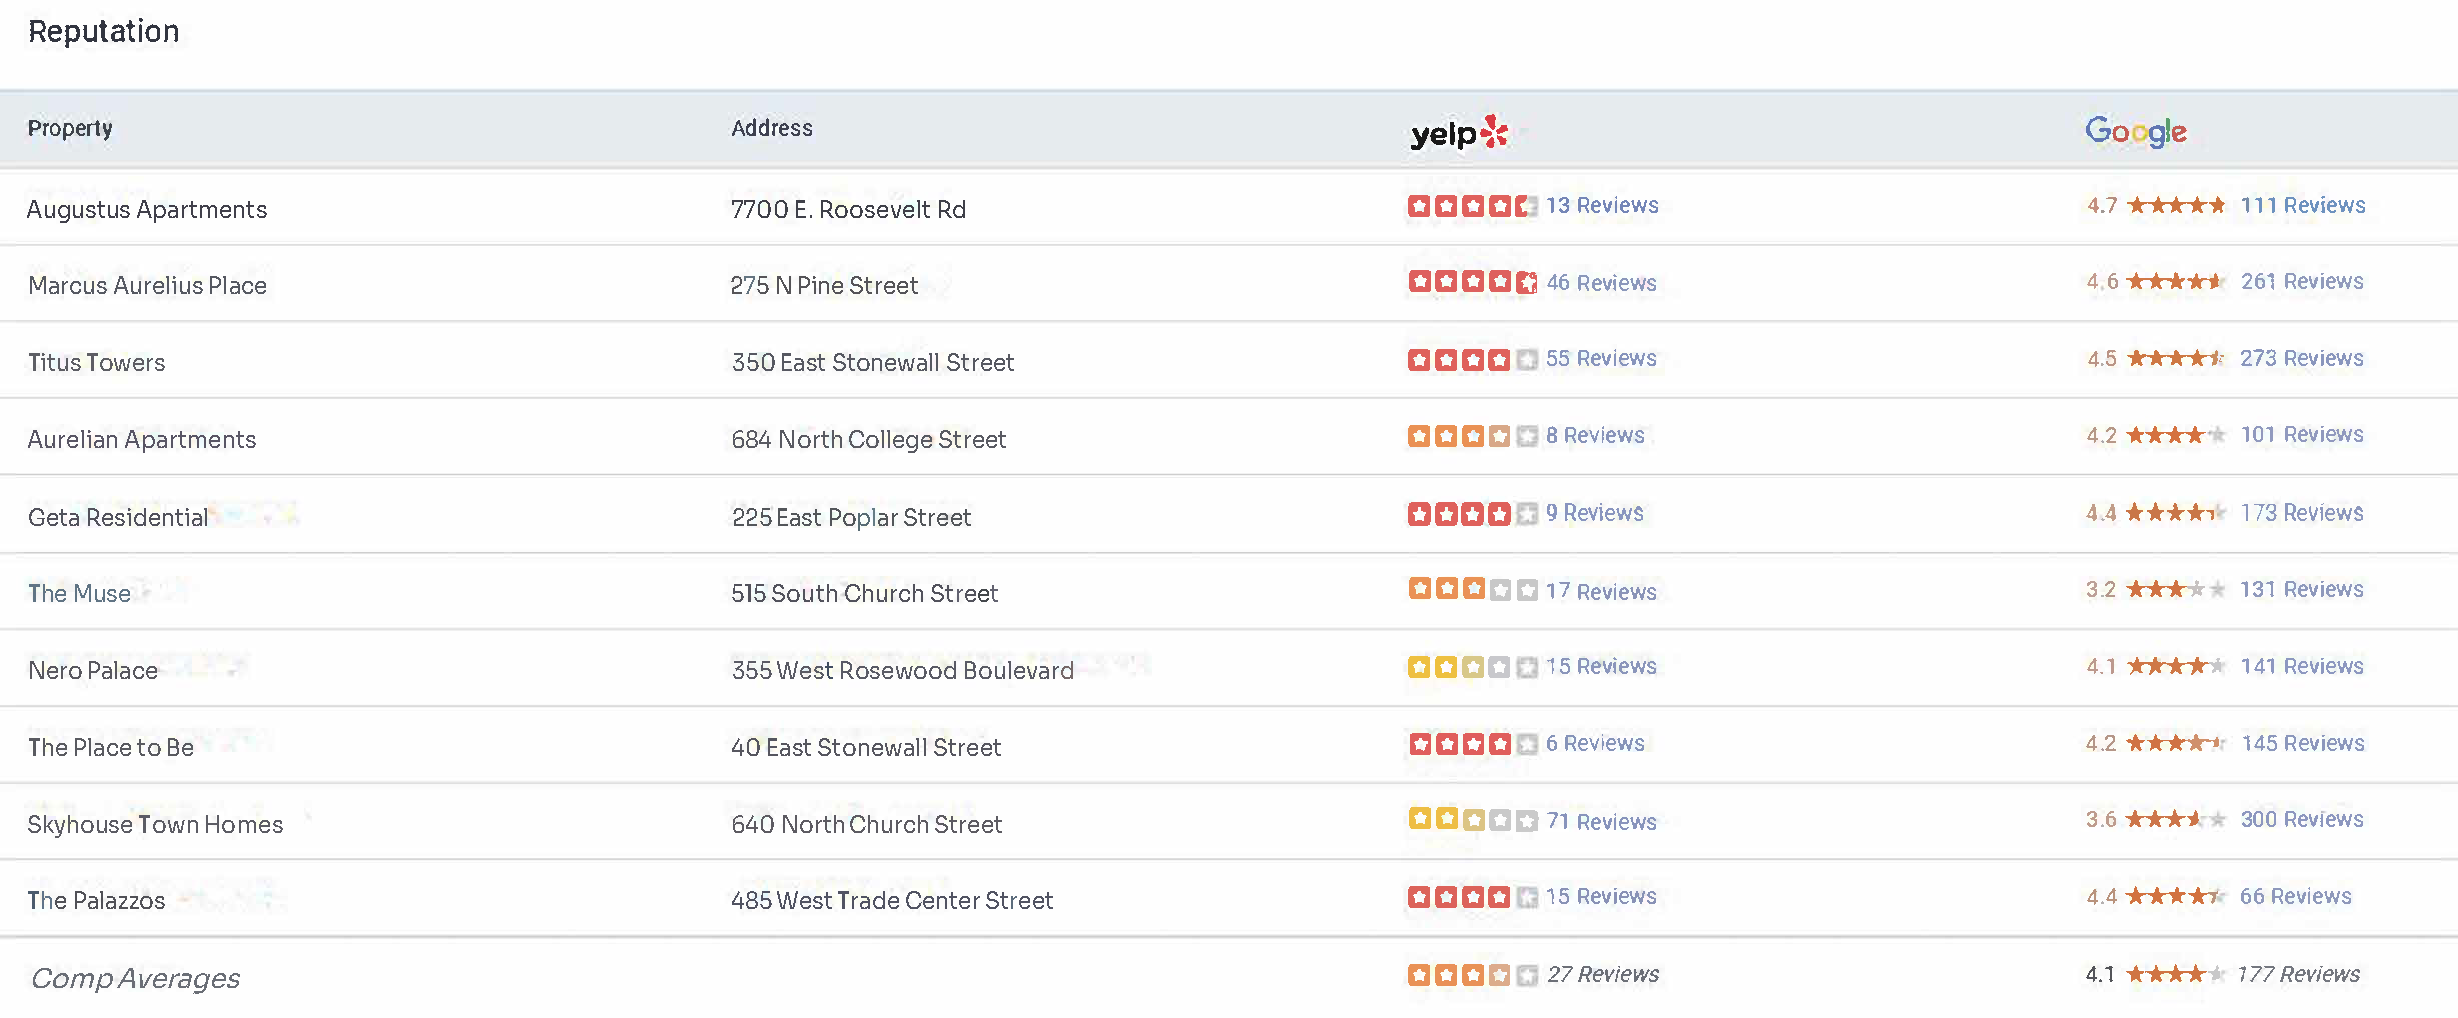 Reputation
Property Address yelp Google
Augustus Apartments 7700 E. Roosevelt Rd 13 Reviews 4.7 111 Reviews
Marcus Aurelius Place 275 N Pine Street 46 Reviews 4.6 261 Reviews
Titus Towers 350 East Stonewall Street 55 Reviews 4.5 273 Reviews
Aurelian Apartments 684 North College Street 8 Reviews 4.2 101 Reviews
Geta Residential 225 East Poplar Street 9 Reviews 4.4 173 Reviews
The Muse 515 South Church Street 17 Reviews 3.2 131 Reviews
Nero Palace 355 West Rosewood Boulevard 15 Reviews 4.1 141 Reviews
The Place to Be 40 East Stonewall Street 6 Reviews 4.2 145 Reviews
Skyhouse Town Homes 640 North Church Street 71 Reviews 3.6 300 Reviews
The Palazzos 485 West Trade Center Street 15 Reviews 4.4 66 Reviews
Comp Averages 27 Reviews 4.1 177 Reviews